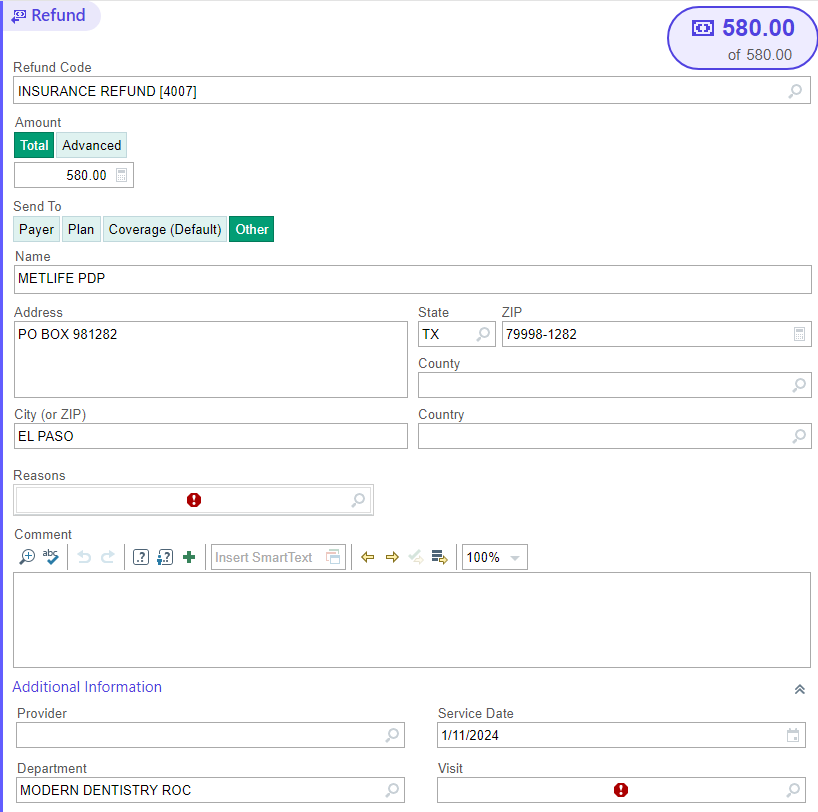 Refund
580.00
of 580.00
Refund Code
INSURANCE REFUND [4007]
Amount
Total Advanced
580.00
Send To
Payer Plan Coverage (Default) Other
Name
METLIFE PDP
Address State ZIP
PO BOX 981282 TX 79998-1282
County
City (or ZIP) Country
EL PASO
Reasons
Comment
abc Insert SmartText 100%
Additional Information
Provider Service Date
1/11/2024
Department Visit
MODERN DENTISTRY ROC